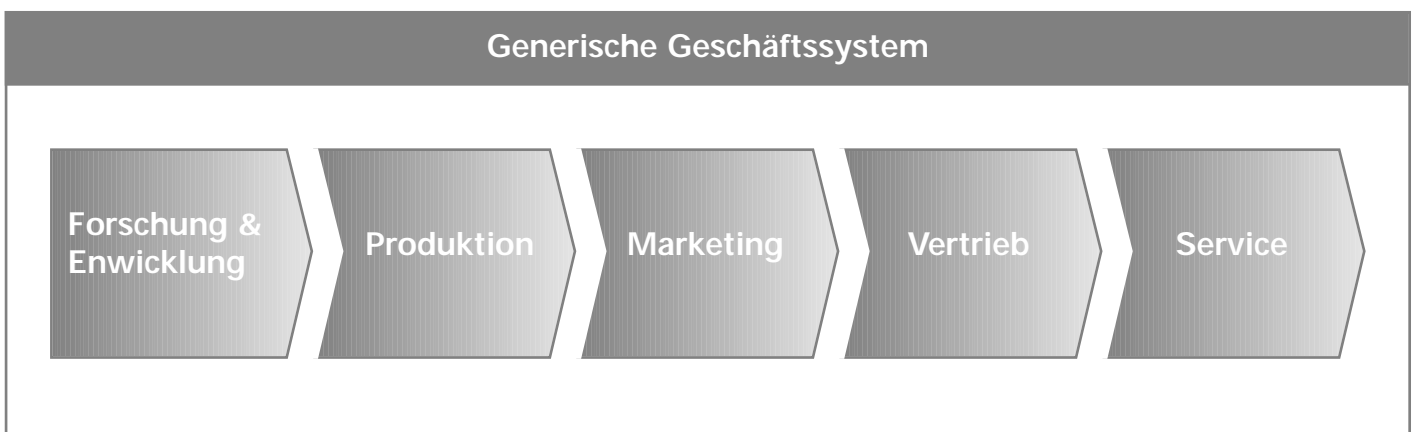 Generische Geschäftssystem
Forschung &
Enwicklung
Produktion
Marketing
Vertrieb
Service